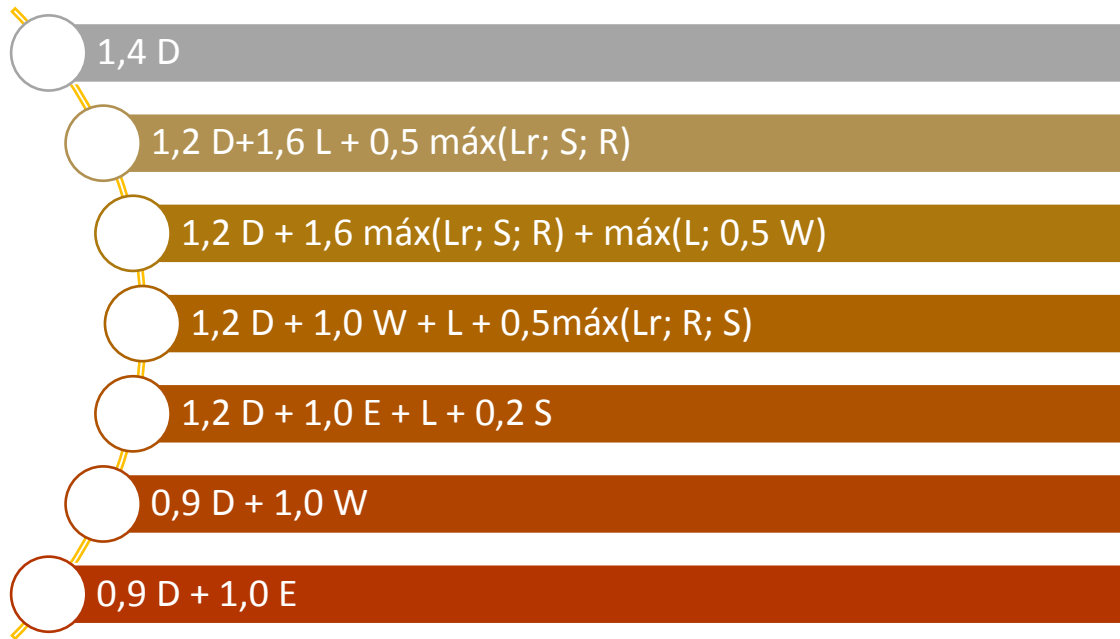 1,4 D
1,2 D+1,6 L + 0,5 máx(Lr; S; R)
1,2 D + 1,6 máx(Lr; S; R) + máx(L; 0,5 W)
1,2 D + 1,0 W + L + 0,5máx(Lr; R; S)
1,2 D + 1,0 E + L + 0,2 S
0,9 D + 1,0 W
0,9 D + 1,0 E